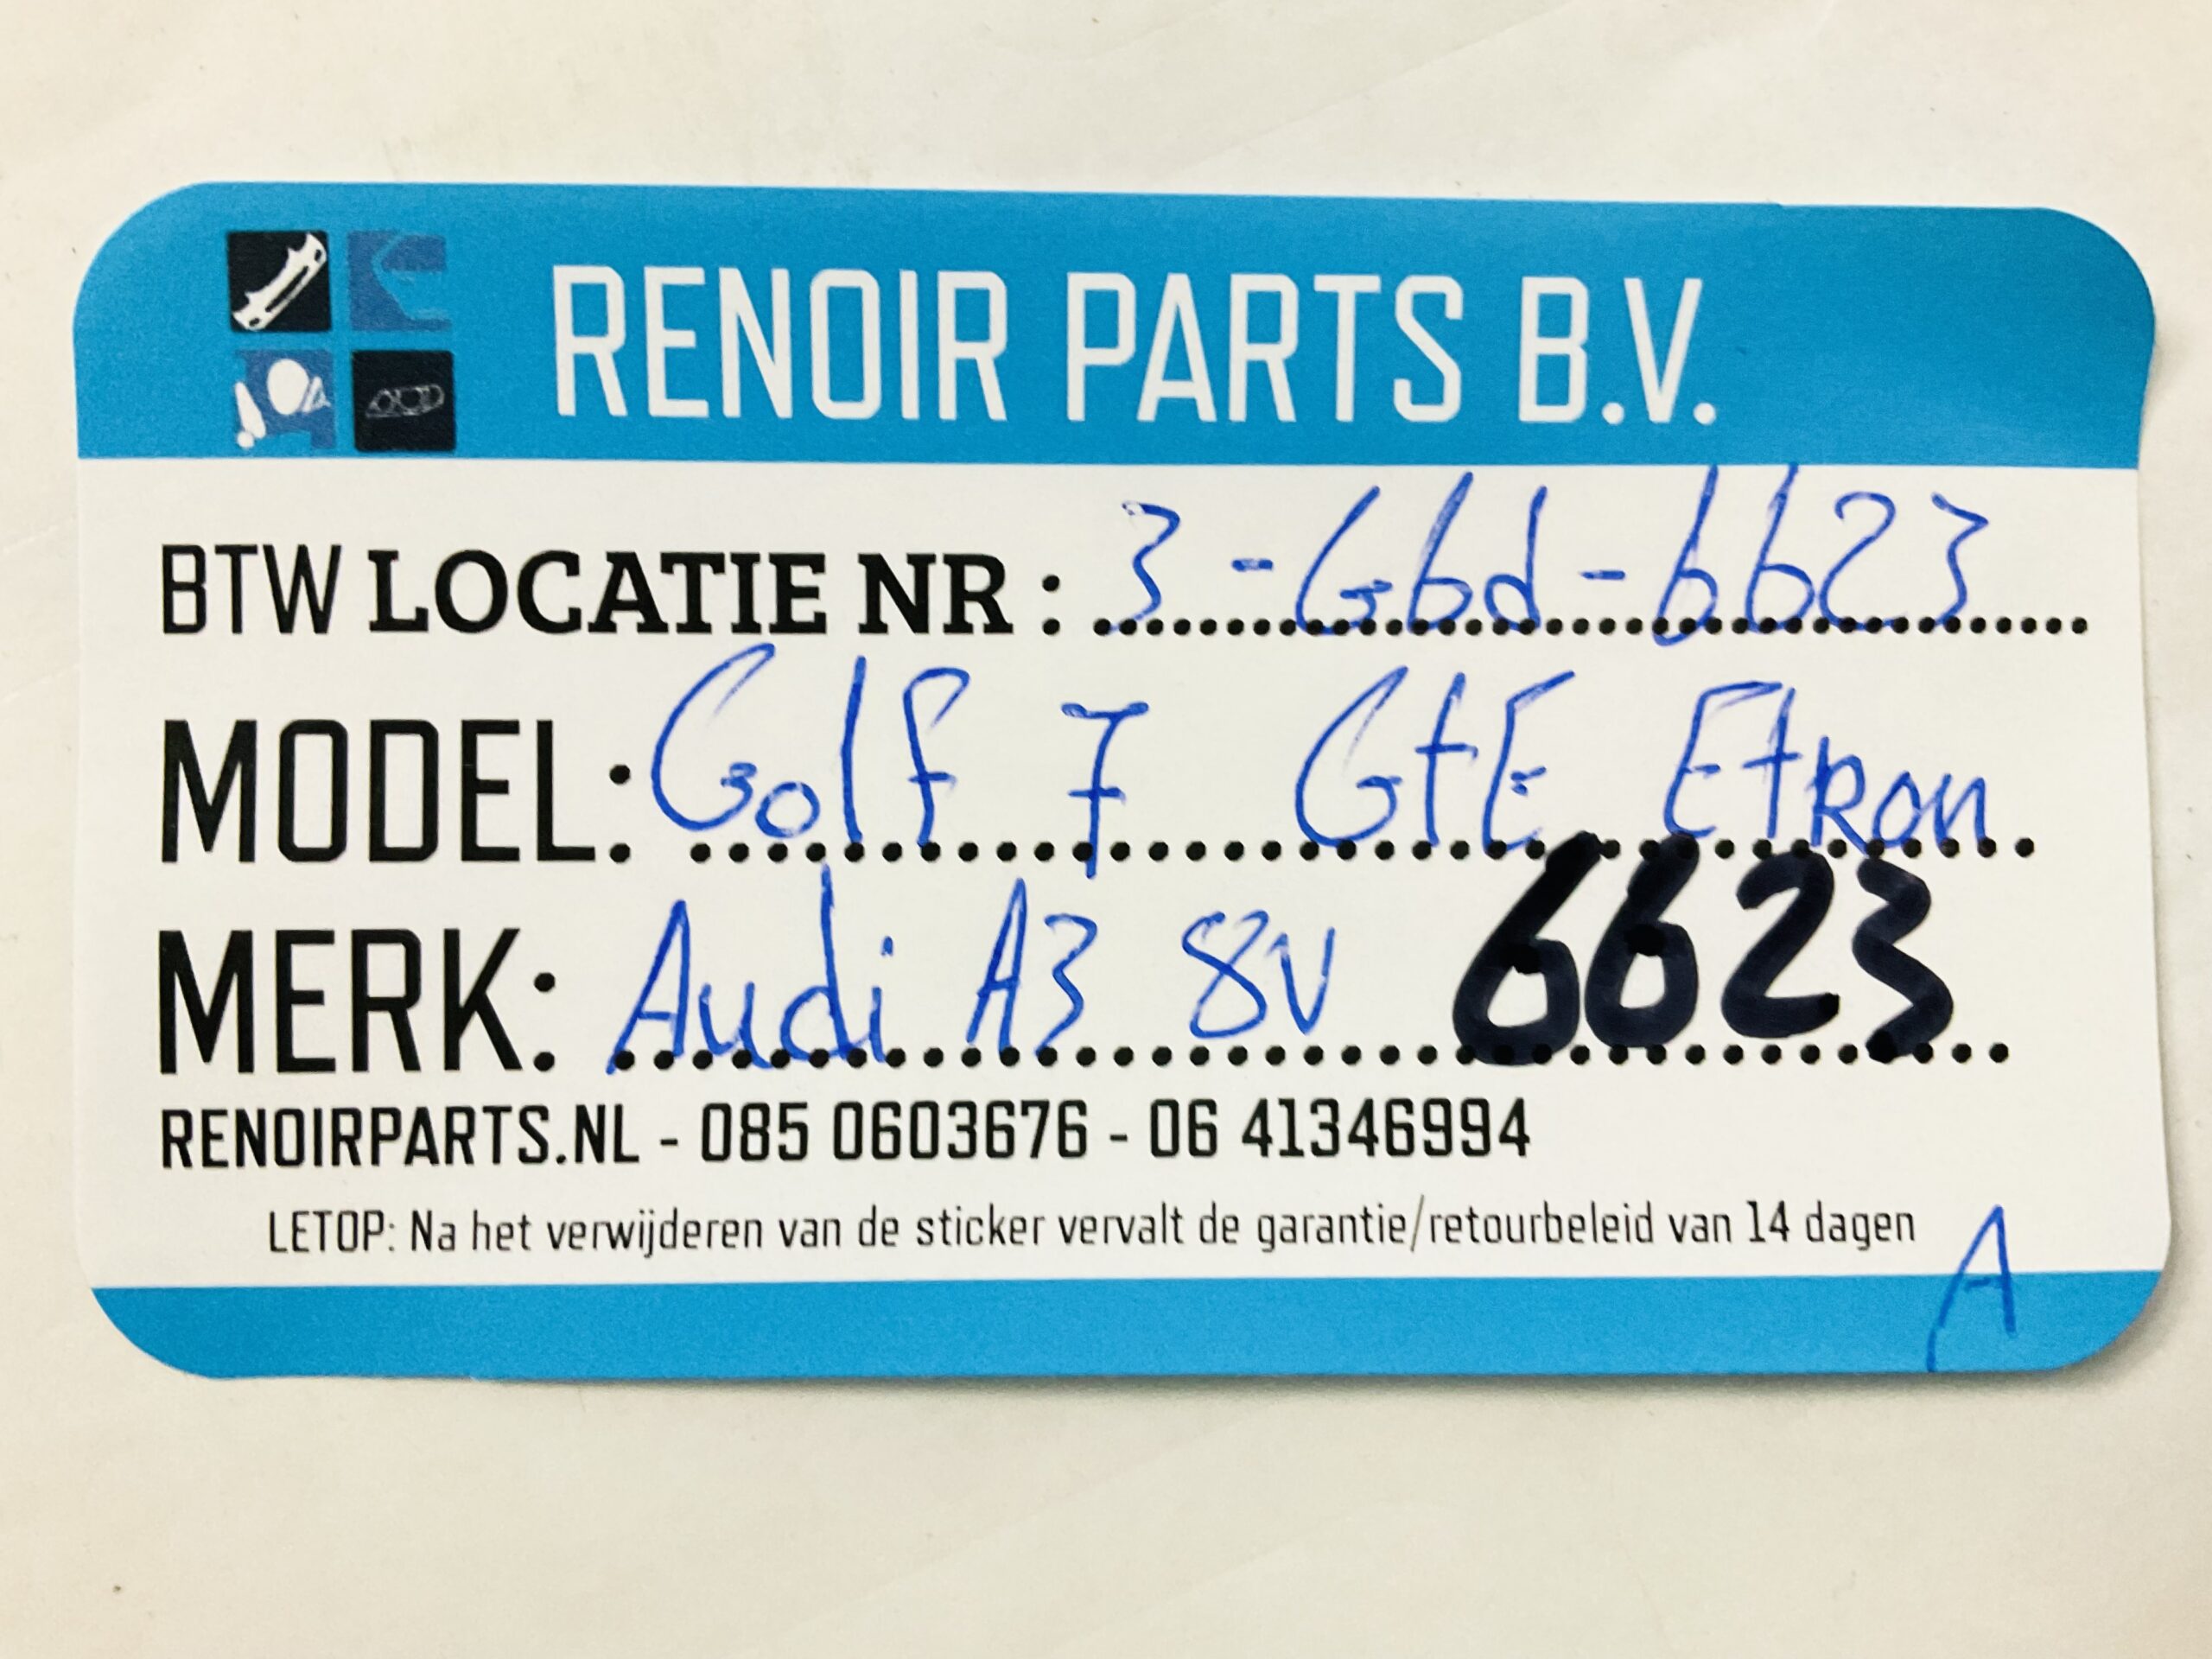 RENOIR PARTS B.V.
BTW LOCATIE NR : 3-Gbd-6623
MODEL: Golf 7 GtE EtRon
MERK: Audi A3 8V 6623
RENOIRPARTS.NL - 085 0603676 - 06 41346994
LETOP: Na het verwijderen van de sticker vervalt de garantie/retourbeleid van 14 dagen
A